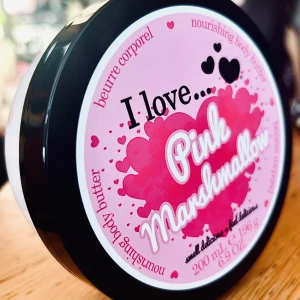 beurre corporel
nourishing body butter
I love...
Pink
Marshmallow
smell delicious • feel delicious
200 ml e 196 g
6.9 OZ
nourishing body butter